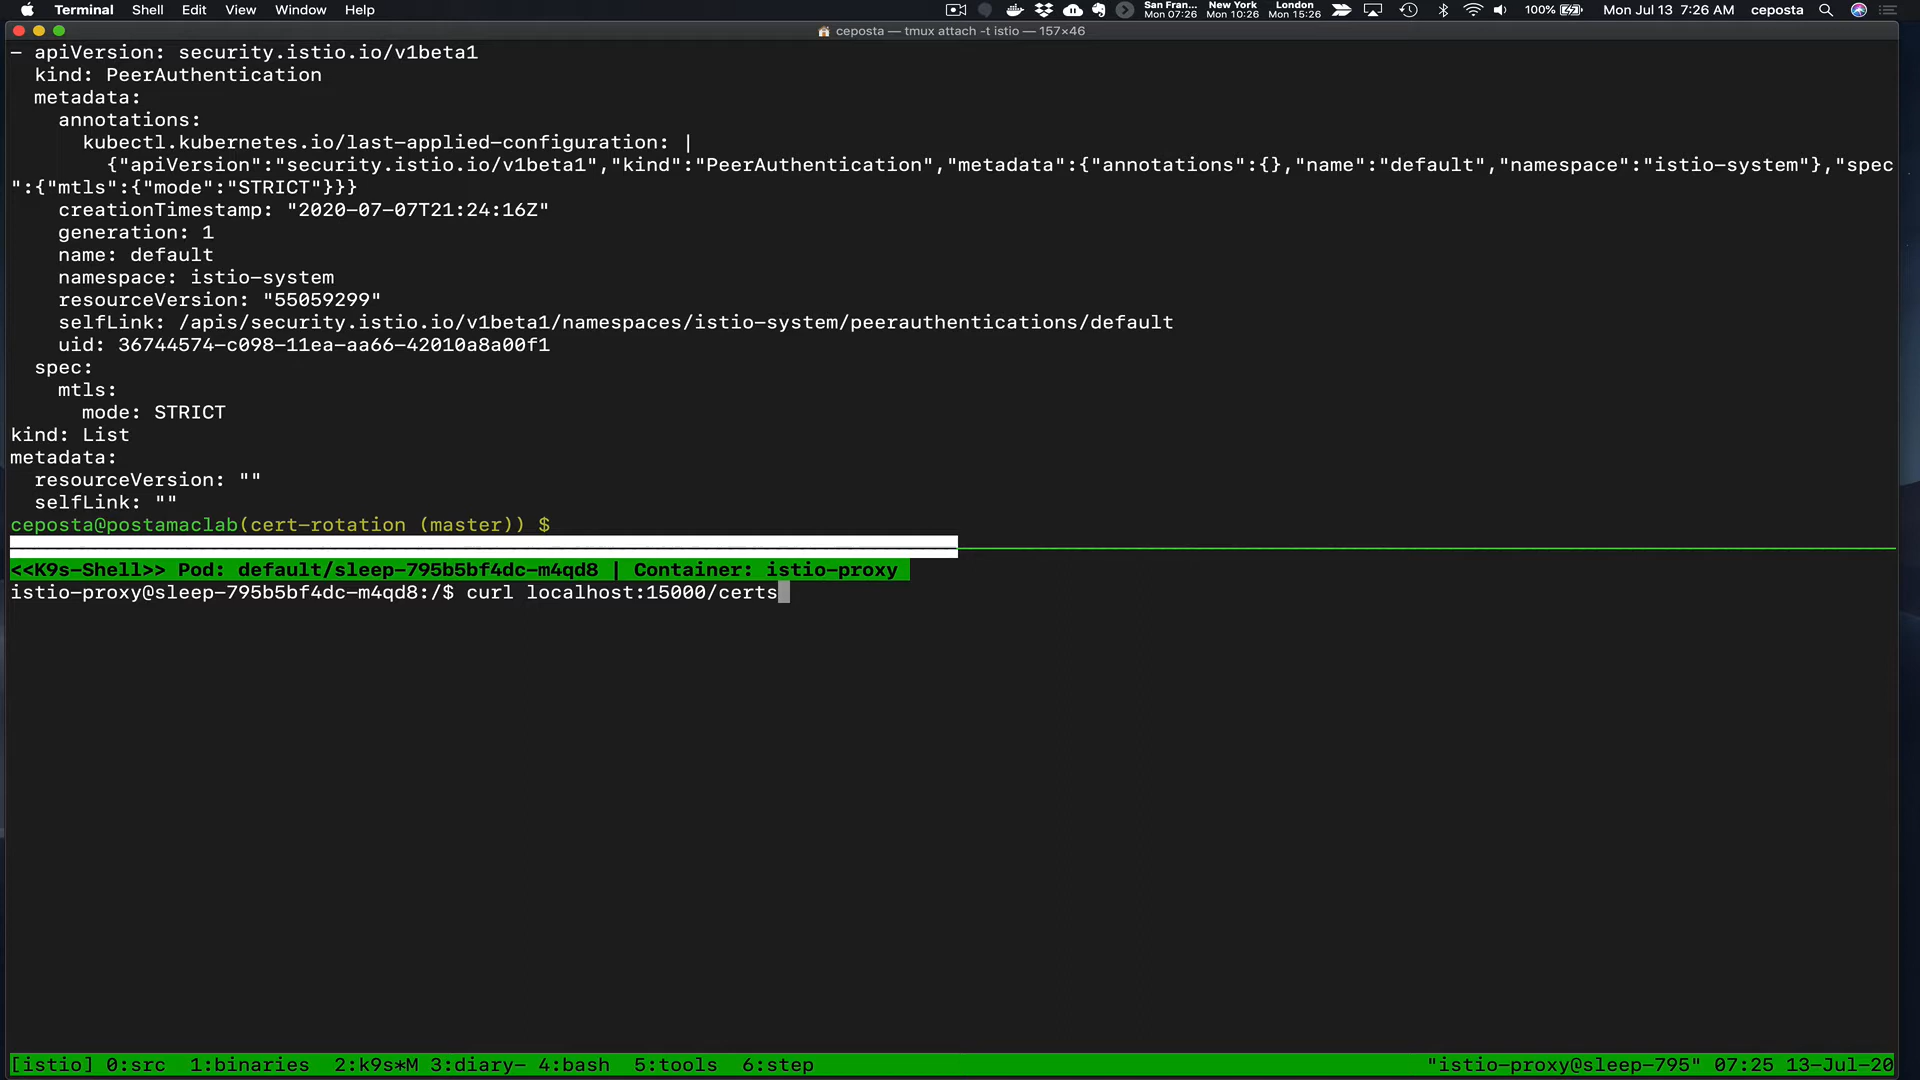 Terminal Shell Edit View Window Help San Fran... New York London 100% Mon Jul 13 7:26 AM ceposta
Mon 07:26 Mon 10:26 Mon 15:26
ceposta — tmux attach -t istio — 157×46
- apiVersion: security.istio.io/v1beta1
kind: PeerAuthentication
metadata:
annotations:
kubectl.kubernetes.io/last-applied-configuration: |
{"apiVersion":"security.istio.io/v1beta1","kind":"PeerAuthentication","metadata":{"annotations":{},"name":"default","namespace":"istio-system"},"spec
":{"mtls":{"mode":"STRICT"}}}
creationTimestamp: "2020-07-07T21:24:16Z"
generation: 1
name: default
namespace: istio-system
resourceVersion: "55059299"
selfLink: /apis/security.istio.io/v1beta1/namespaces/istio-system/peerauthentications/default
uid: 36744574-c098-11ea-aa66-42010a8a00f1
spec:
mtls:
mode: STRICT
kind: List
metadata:
resourceVersion: ""
selfLink: ""
ceposta@postamaclab(cert-rotation (master)) $
<<K9s-Shell>> Pod: default/sleep-795b5bf4dc-m4qd8 | Container: istio-proxy
istio-proxy@sleep-795b5bf4dc-m4qd8:/$ curl localhost:15000/certs
[istio] 0:src 1:binaries 2:k9s*M 3:diary- 4:bash 5:tools 6:step "istio-proxy@sleep-795" 07:25 13-Jul-20